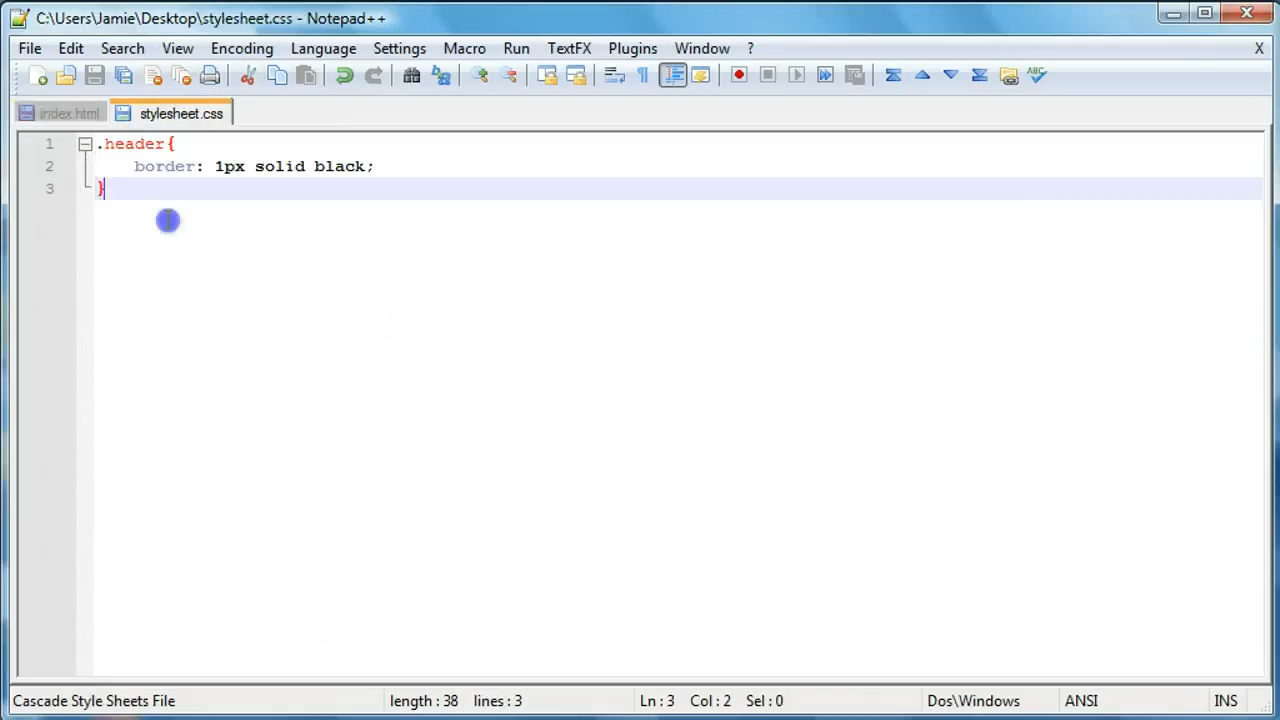 C:\Users\Jamie\Desktop\stylesheet.css - Notepad++
File Edit Search View Encoding Language Settings Macro Run TextFX Plugins Window ? X
index.html stylesheet.css
1 .header{
2 border: 1px solid black;
3 }
Cascade Style Sheets File length : 38 lines : 3 Ln : 3 Col : 2 Sel : 0 Dos\Windows ANSI INS